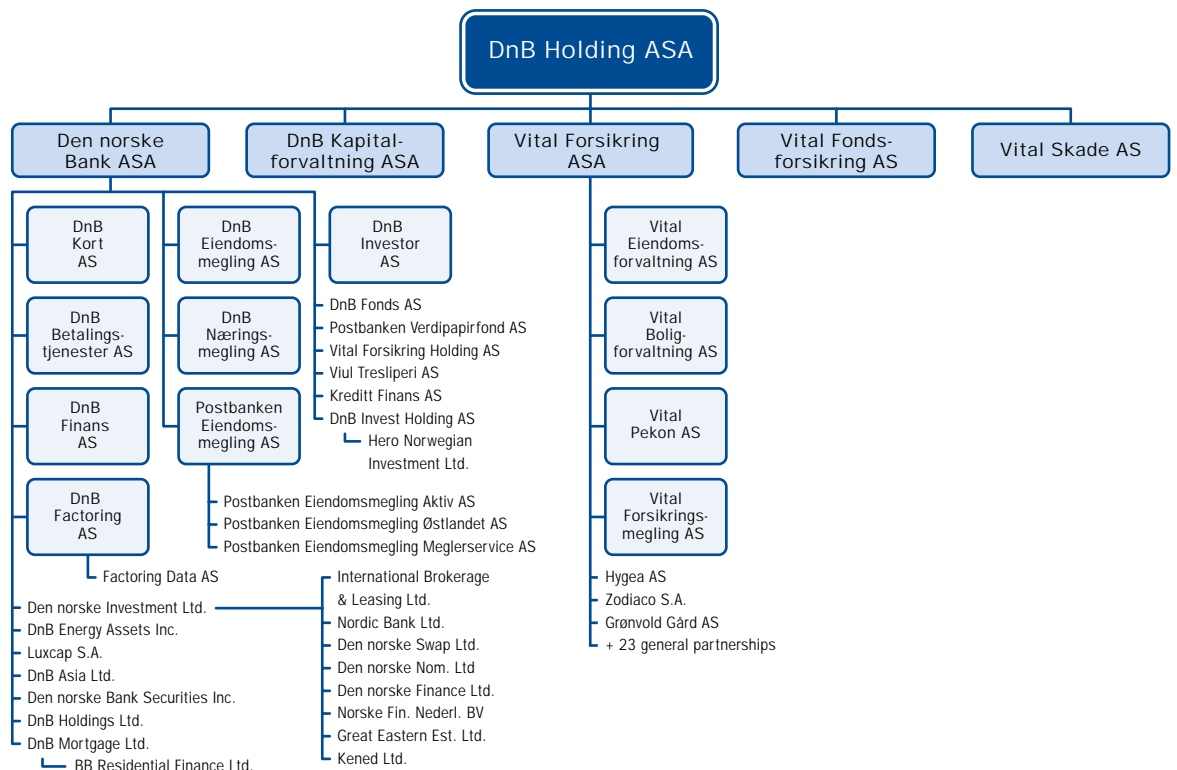 DnB Holding ASA
Den norske
Bank ASA
DnB Kapital-
forvaltning ASA
Vital Forsikring
ASA
Vital Fonds-
forsikring AS
Vital Skade AS
DnB
Kort
AS
DnB
Eiendoms-
megling AS
DnB
Investor
AS
Vital
Eiendoms-
forvaltning AS
DnB
Betalings-
tjenester AS
DnB
Nærings-
megling AS
DnB Fonds AS
Postbanken Verdipapirfond AS
Vital Forsikring Holding AS
Viul Tresliperi AS
Kreditt Finans AS
DnB Invest Holding AS
Hero Norwegian
Investment Ltd.
Vital
Bolig-
forvaltning AS
DnB
Finans
AS
Postbanken
Eiendoms-
megling AS
Vital
Pekon AS
DnB
Factoring
AS
Postbanken Eiendomsmegling Aktiv AS
Postbanken Eiendomsmegling Østlandet AS
Postbanken Eiendomsmegling Meglerservice AS
Vital
Forsikrings-
megling AS
Factoring Data AS
Den norske Investment Ltd.
DnB Energy Assets Inc.
Luxcap S.A.
DnB Asia Ltd.
Den norske Bank Securities Inc.
DnB Holdings Ltd.
DnB Mortgage Ltd.
BB Residential Finance Ltd.
International Brokerage
& Leasing Ltd.
Nordic Bank Ltd.
Den norske Swap Ltd.
Den norske Nom. Ltd
Den norske Finance Ltd.
Norske Fin. Nederl. BV
Great Eastern Est. Ltd.
Kened Ltd.
Hygea AS
Zodiaco S.A.
Grønvold Gård AS
+ 23 general partnerships